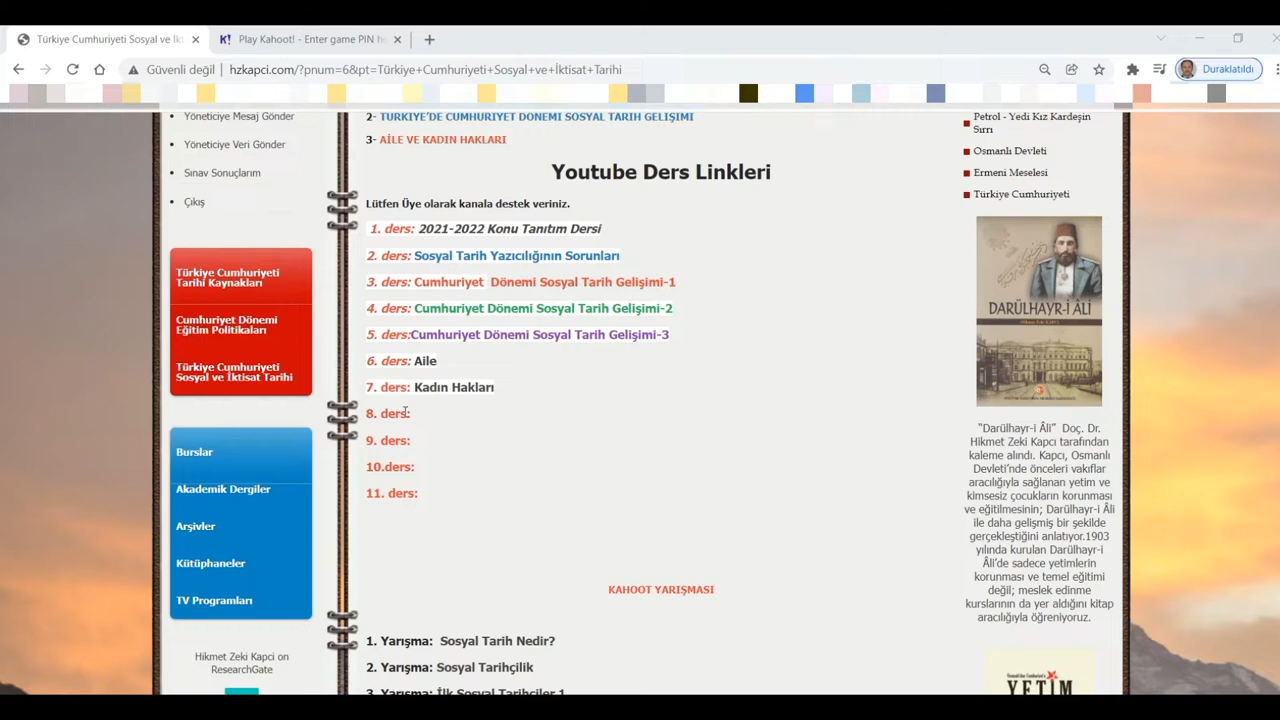 Türkiye Cumhuriyeti Sosyal ve İkt
Play Kahoot! - Enter game PIN he
Güvenli değil
hzkapci.com/?pnum=6&pt=Türkiye+Cumhuriyeti+Sosyal+ve+İktisat+Tarihi
Duraklatıldı
Yöneticiye Mesaj Gönder
Yöneticiye Veri Gönder
Sınav Sonuçlarım
Çıkış
Türkiye Cumhuriyeti
Tarihi Kaynakları
Cumhuriyet Dönemi
Eğitim Politikaları
Türkiye Cumhuriyeti
Sosyal ve İktisat Tarihi
Burslar
Akademik Dergiler
Arşivler
Kütüphaneler
TV Programları
Hikmet Zeki Kapci on
ResearchGate
2- TÜRKİYE'DE CUMHURİYET DÖNEMİ SOSYAL TARİH GELİŞİMİ
3- AİLE VE KADIN HAKLARI
Youtube Ders Linkleri
Lütfen Üye olarak kanala destek veriniz.
1. ders: 2021-2022 Konu Tanıtım Dersi
2. ders: Sosyal Tarih Yazıcılığının Sorunları
3. ders: Cumhuriyet Dönemi Sosyal Tarih Gelişimi-1
4. ders: Cumhuriyet Dönemi Sosyal Tarih Gelişimi-2
5. ders:Cumhuriyet Dönemi Sosyal Tarih Gelişimi-3
6. ders: Aile
7. ders: Kadın Hakları
8. ders:
9. ders:
10.ders:
11. ders:
KAHOOT YARIŞMASI
1. Yarışma: Sosyal Tarih Nedir?
2. Yarışma: Sosyal Tarihçilik
3. Yarışma: İlk Sosyal Tarihçiler 1
Petrol - Yedi Kız Kardeşin
Sırrı
Osmanlı Devleti
Ermeni Meselesi
Türkiye Cumhuriyeti
DARÜLHAYR-İ ÂLİ
"Darülhayr-i Âli" Doç. Dr.
Hikmet Zeki Kapcı tarafından
kaleme alındı. Kapcı, Osmanlı
Devleti'nde önceleri vakıflar
aracılığıyla sağlanan yetim ve
kimsesiz çocukların korunması
ve eğitilmesinin; Darülhayr-i Âli
ile daha gelişmiş bir şekilde
gerçekleştiğini anlatıyor.1903
yılında kurulan Darülhayr-i
Âli'de sadece yetimlerin
korunması ve temel eğitimi
değil; meslek edinme
kurslarının da yer aldığını kitap
aracılığıyla öğreniyoruz.
YETİM